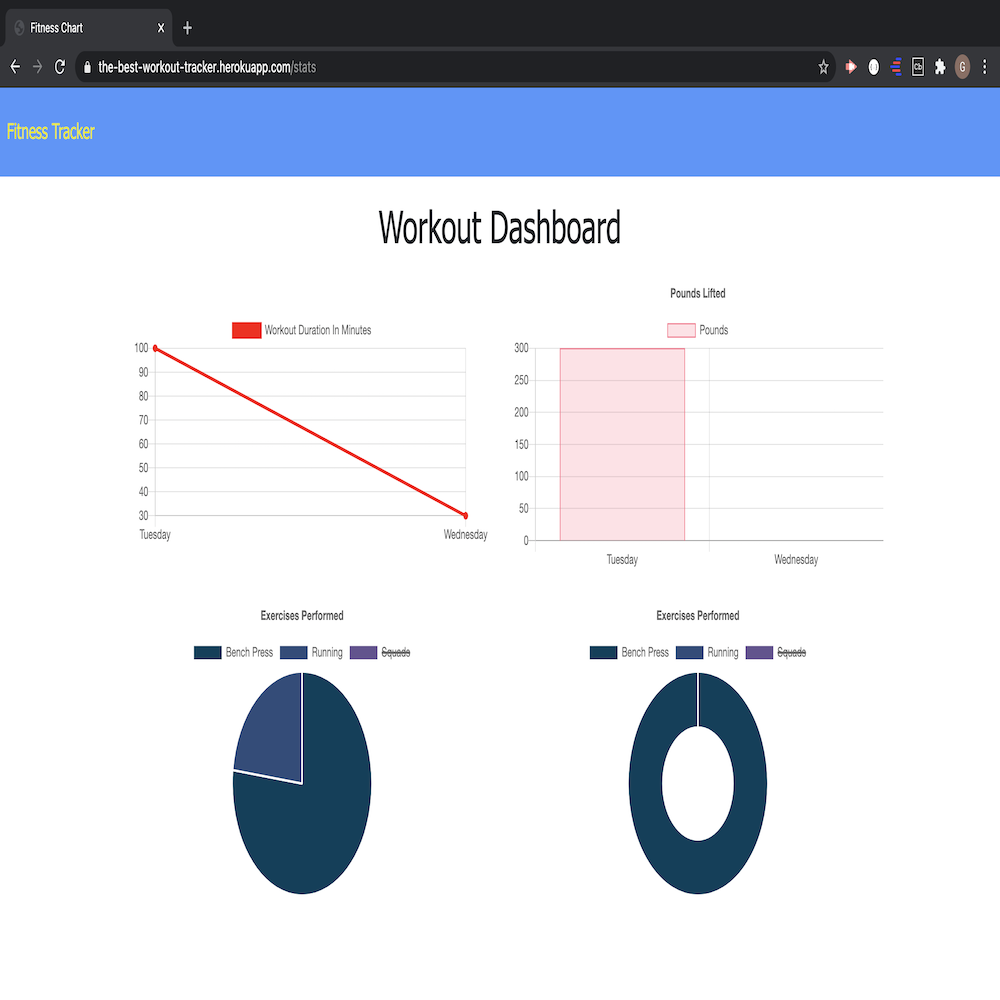 Fitness Chart
the-best-workout-tracker.herokuapp.com/stats
Cb
G
Fitness Tracker
Workout Dashboard
Workout Duration In Minutes
100
90
80
70
60
50
40
30
Tuesday Wednesday
Pounds Lifted
Pounds
300
250
200
150
100
50
0
Tuesday Wednesday
Exercises Performed
Bench Press Running Squads
Exercises Performed
Bench Press Running Squads